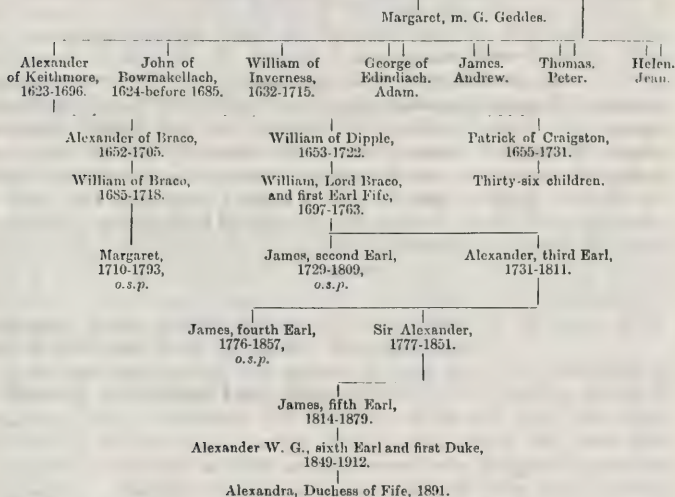 Margaret, m. G. Geddes.
Alexander John of William of George of James. Thomas. Helen.
of Keithmore, Bowmakellach, Inverness, Edindiach. Andrew. Peter. Jean.
1623-1696. 1624-before 1685. 1632-1715. Adam.
Alexander of Braco, William of Dipple, Patrick of Craigston,
1652-1705. 1653-1722. 1655-1731.
William of Braco, William, Lord Braco, Thirty-six children.
1685-1718. and first Earl Fife,
1697-1763.
Margaret, James, second Earl, Alexander, third Earl,
1710-1793, 1729-1809, 1731-1811.
o.s.p. o.s.p.
James, fourth Earl, Sir Alexander,
1776-1857, 1777-1851.
o.s.p.
James, fifth Earl,
1814-1879.
Alexander W. G., sixth Earl and first Duke,
1849-1912.
Alexandra, Duchess of Fife, 1891.